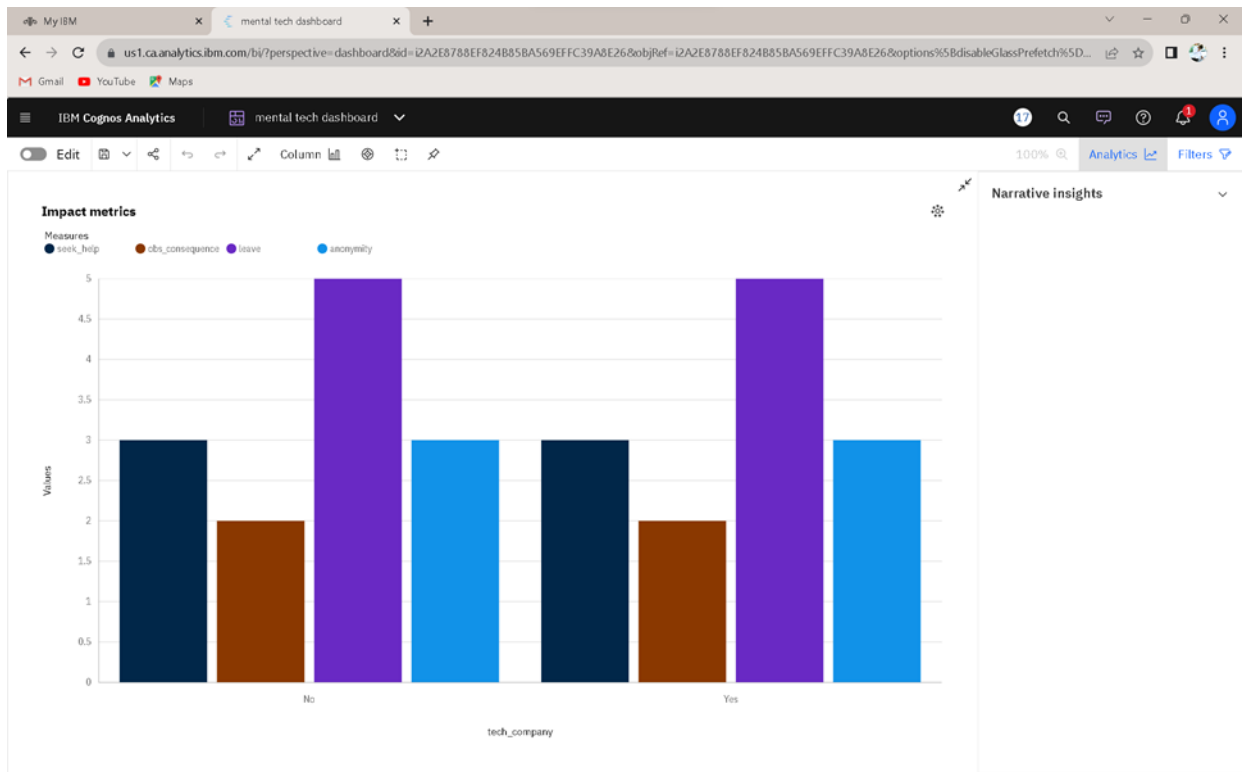 My IBM
mental tech dashboard
us1.ca.analytics.ibm.com/bi/?perspective=dashboard&id=i2A2E8788EF824B85BA569EFFC39A8E26&objRef=i2A2E8788EF824B85BA569EFFC39A8E26&options%5BdisableGlassPrefetch%5D...
Gmail YouTube Maps
IBM Cognos Analytics mental tech dashboard 17 1
Edit Column 100% Analytics Filters
Narrative insights
Impact metrics
Measures
seek_help obs_consequence leave anonymity
5
4.5
4
3.5
3
2.5
2
1.5
1
0.5
0
Values
No Yes
tech_company